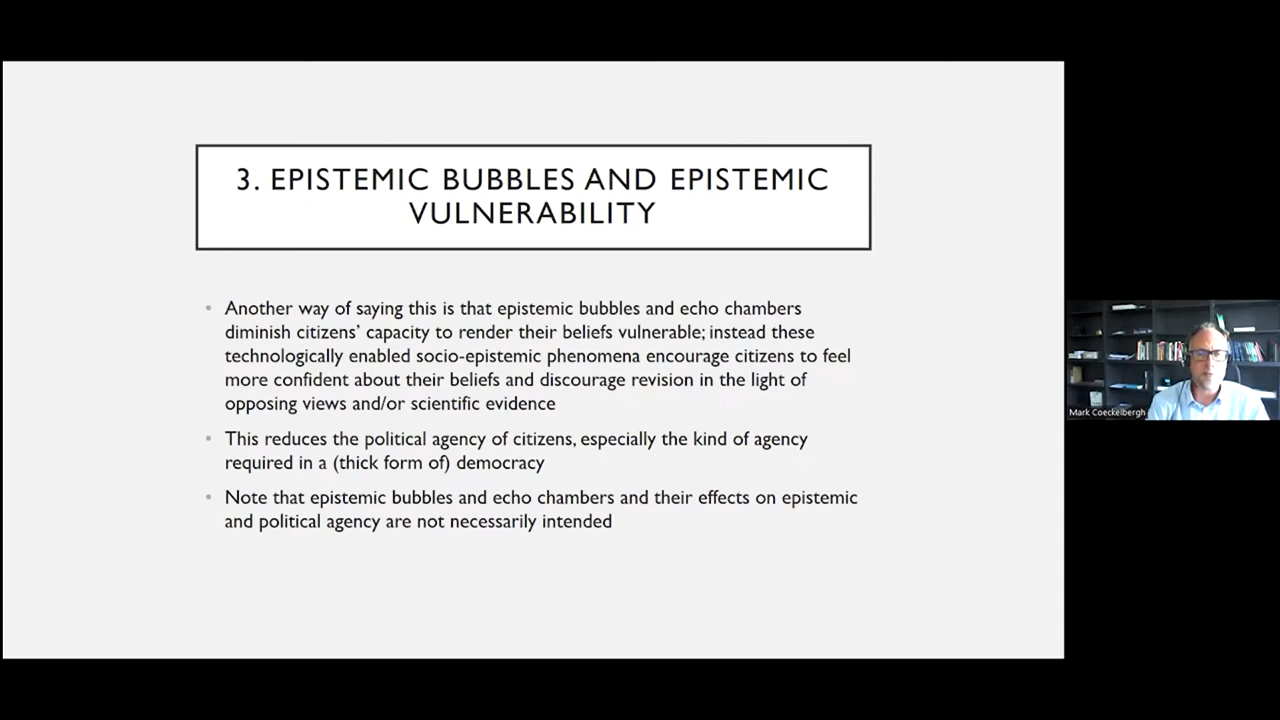 3. EPISTEMIC BUBBLES AND EPISTEMIC
VULNERABILITY
• Another way of saying this is that epistemic bubbles and echo chambers
diminish citizens’ capacity to render their beliefs vulnerable; instead these
technologically enabled socio-epistemic phenomena encourage citizens to feel
more confident about their beliefs and discourage revision in the light of
opposing views and/or scientific evidence
• This reduces the political agency of citizens, especially the kind of agency
required in a (thick form of) democracy
• Note that epistemic bubbles and echo chambers and their effects on epistemic
and political agency are not necessarily intended
Mark Coeckelbergh